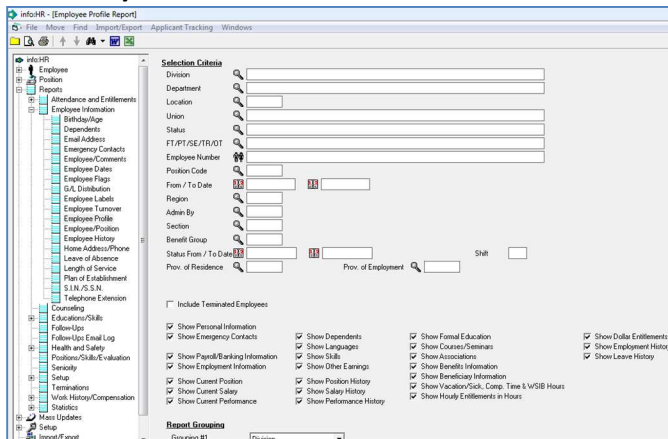 info:HR - [Employee Profile Report]
File Move Find Import/Export Applicant Tracking Windows
info:HR
Employee
Position
Reports
Attendance and Entitlements
Employee Information
Birthday/Age
Dependents
Email Address
Emergency Contacts
Employee/Comments
Employee Dates
Employee Flags
G/L Distribution
Employee Labels
Employee Turnover
Employee Profile
Employee/Position
Employee History
Home Address/Phone
Leave of Absence
Length of Service
Plan of Establishment
S.I.N./S.S.N.
Telephone Extension
Counseling
Educations/Skills
Follow-Ups
Follow-Ups Email Log
Health and Safety
Positions/Skills/Evaluation
Seniority
Setup
Terminations
Work History/Compensation
Statistics
Mass Updates
Setup
Import/Export
Selection Criteria
Division
Department
Location
Union
Status
FT/PT/SE/TR/OT
Employee Number
Position Code
From / To Date
Region
Admin By
Section
Benefit Group
Status From / To Date Shift
Prov. of Residence Prov. of Employment
Include Terminated Employees
Show Personal Information
Show Emergency Contacts Show Dependents Show Formal Education Show Dollar Entitlements
Show Languages Show Courses/Seminars Show Employment History
Show Payroll/Banking Information Show Skills Show Associations Show Leave History
Show Employment Information Show Other Earnings Show Benefits Information
Show Beneficiary Information
Show Current Position Show Position History Show Vacation/Sick, Comp. Time & WSIB Hours
Show Current Salary Show Salary History Show Hourly Entitlements in Hours
Show Current Performance Show Performance History
Report Grouping
Grouping #1 Division